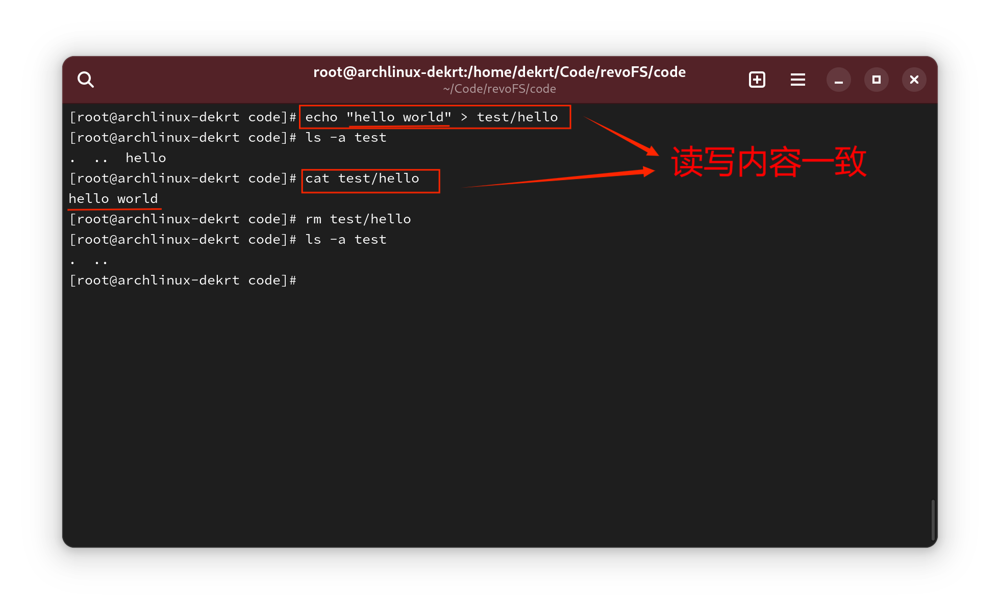 root@archlinux-dekrt:/home/dekrt/Code/revoFS/code
~/Code/revoFS/code
[root@archlinux-dekrt code]# echo "hello world" > test/hello
[root@archlinux-dekrt code]# ls -a test
.  ..  hello
[root@archlinux-dekrt code]# cat test/hello
hello world
[root@archlinux-dekrt code]# rm test/hello
[root@archlinux-dekrt code]# ls -a test
.  ..
[root@archlinux-dekrt code]#
读写内容一致